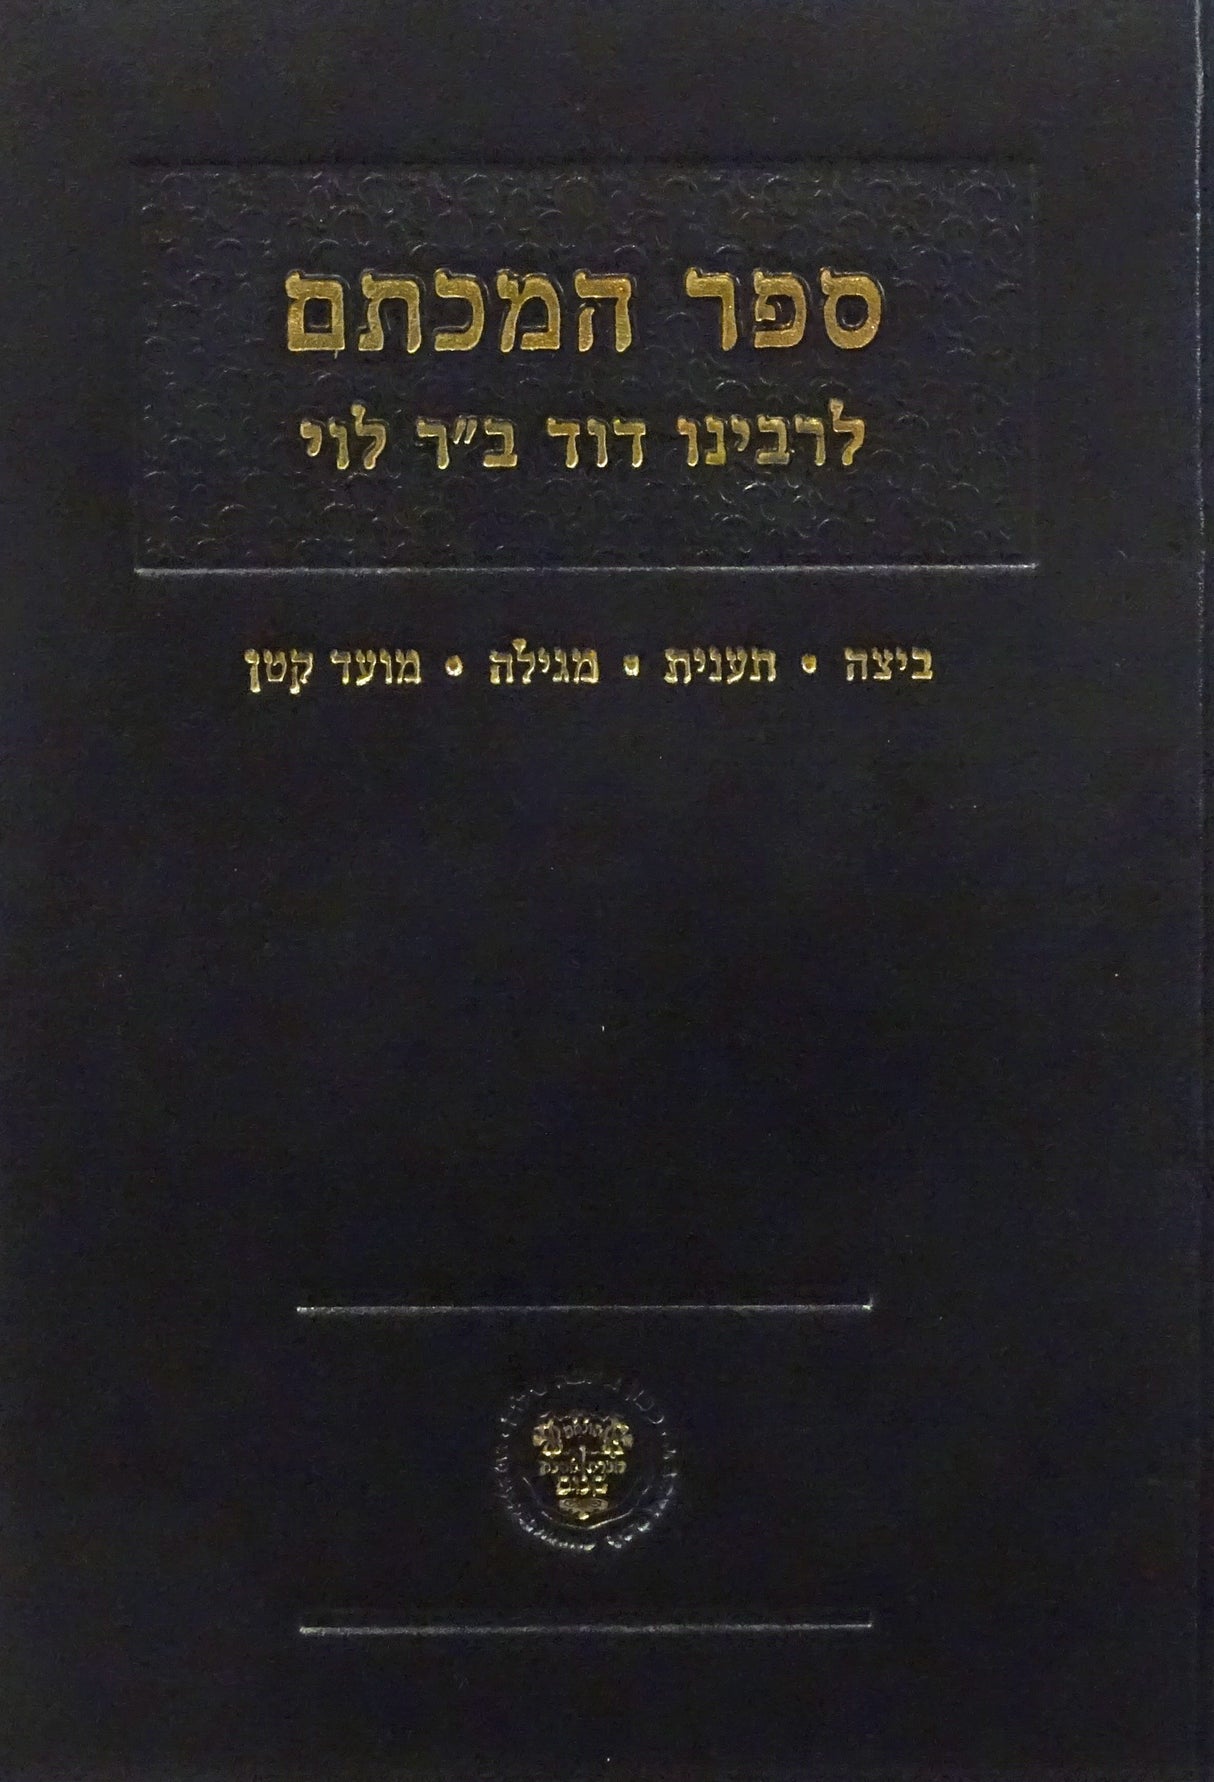 ספר המכתם
לרבינו דוד ב״ר לוי
ביצה • תענית • מגילה • מועד קטן